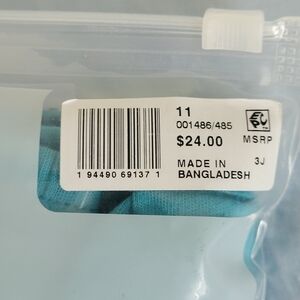 11
001486/485
$24.00 MSRP
MADE IN 3J
BANGLADESH
1 94490 69137 1